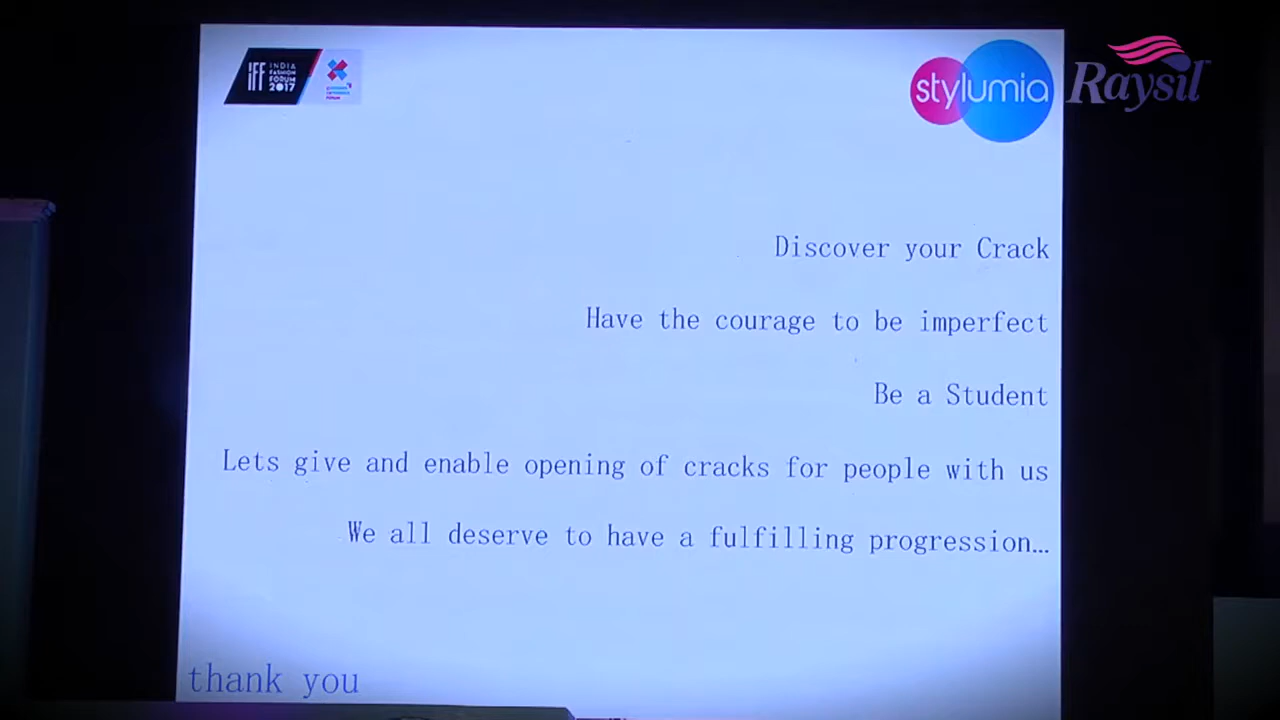 IFF INDIA
FASHION
FORUM
2017
stylumia
Raysil
Discover your Crack
Have the courage to be imperfect
Be a Student
Lets give and enable opening of cracks for people with us
We all deserve to have a fulfilling progression…
thank you